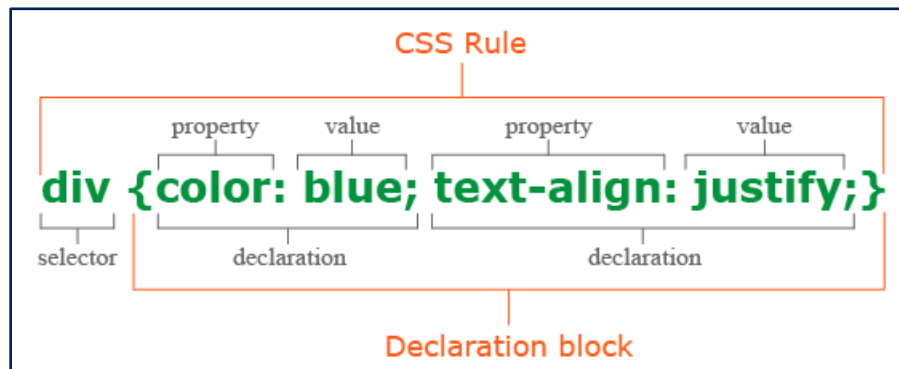 CSS Rule
property value property value
div {color: blue; text-align: justify;}
selector declaration declaration
Declaration block